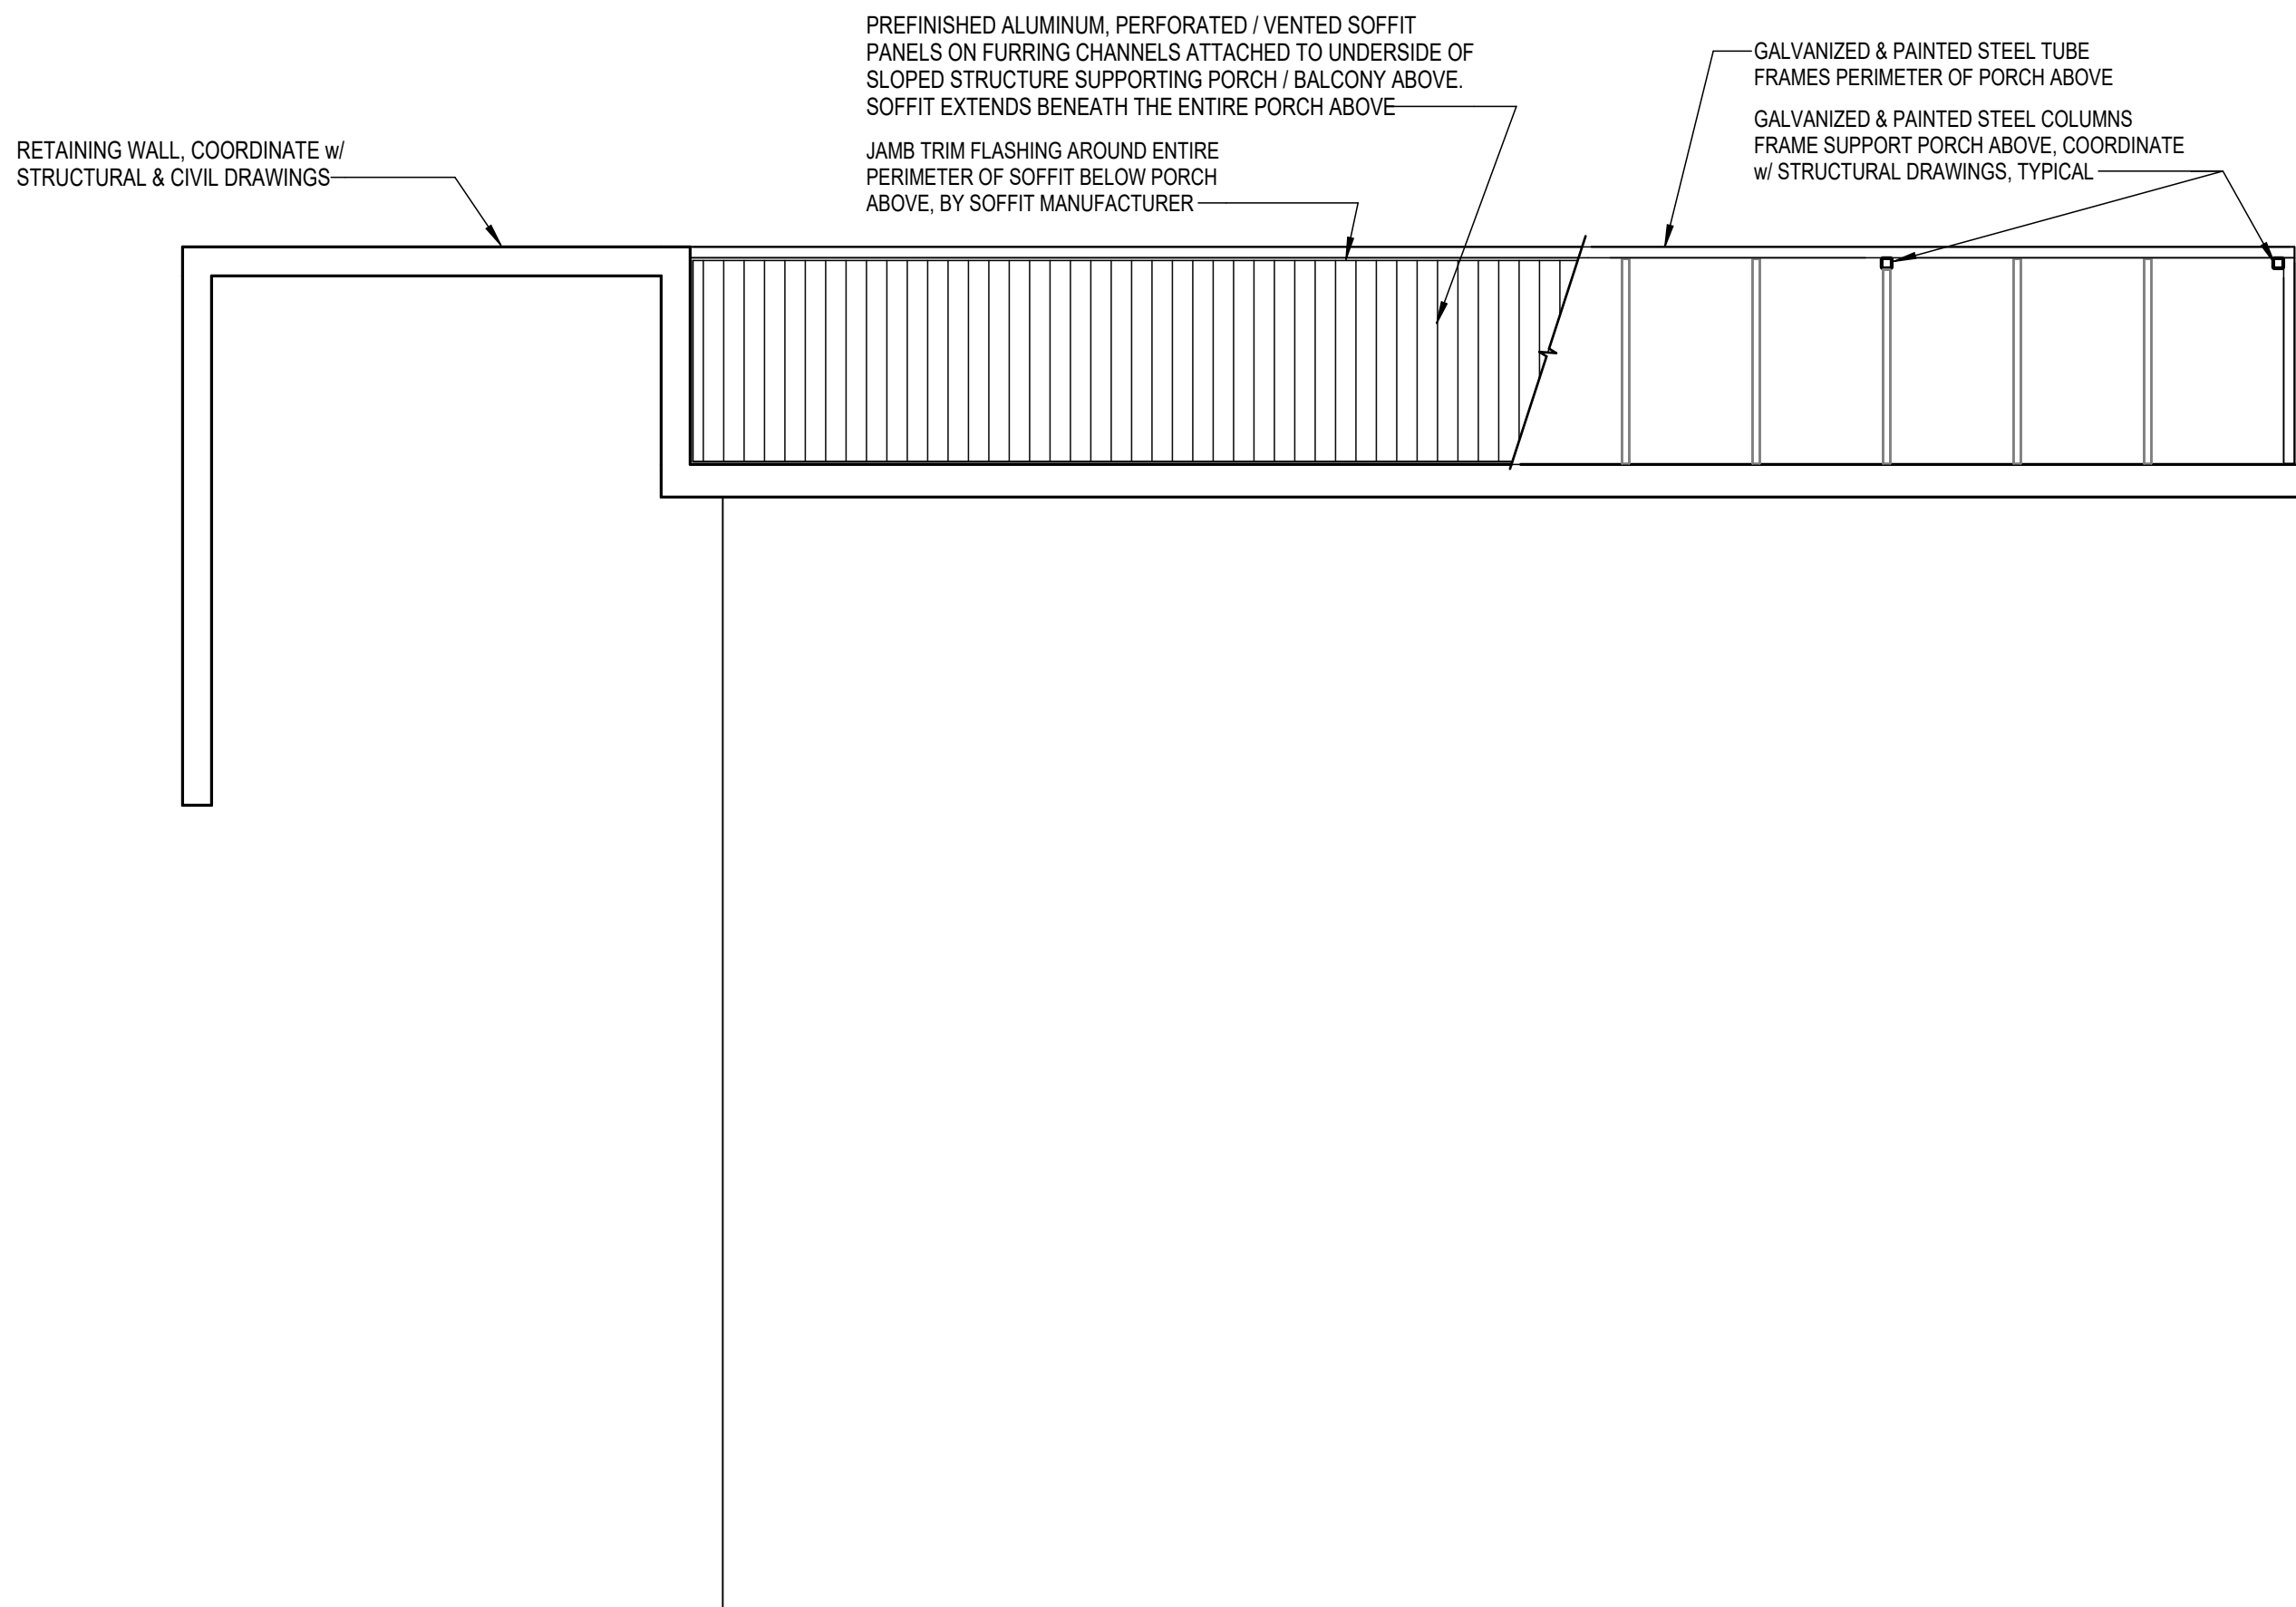 PREFINISHED ALUMINUM, PERFORATED / VENTED SOFFIT
PANELS ON FURRING CHANNELS ATTACHED TO UNDERSIDE OF
SLOPED STRUCTURE SUPPORTING PORCH / BALCONY ABOVE.
SOFFIT EXTENDS BENEATH THE ENTIRE PORCH ABOVE
GALVANIZED & PAINTED STEEL TUBE
FRAMES PERIMETER OF PORCH ABOVE
GALVANIZED & PAINTED STEEL COLUMNS
FRAME SUPPORT PORCH ABOVE, COORDINATE
w/ STRUCTURAL DRAWINGS, TYPICAL
RETAINING WALL, COORDINATE w/
STRUCTURAL & CIVIL DRAWINGS
JAMB TRIM FLASHING AROUND ENTIRE
PERIMETER OF SOFFIT BELOW PORCH
ABOVE, BY SOFFIT MANUFACTURER